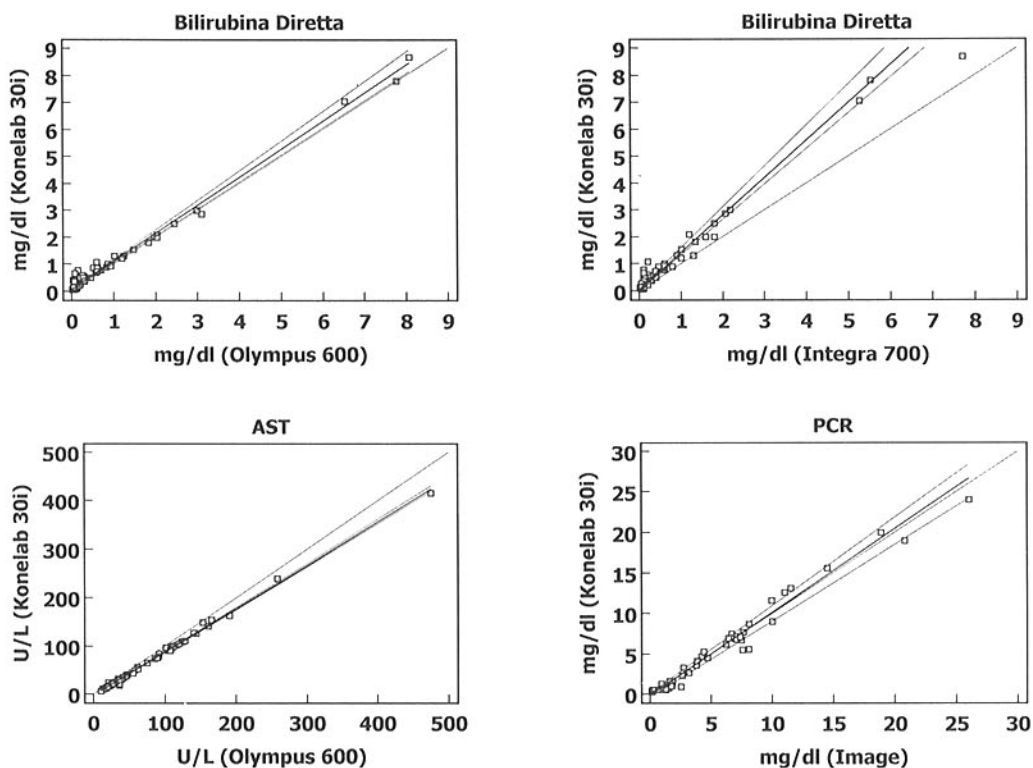 Bilirubina Diretta
mg/dl (Konelab 30i)
9
8
7
6
5
4
3
2
1
0
0 1 2 3 4 5 6 7 8 9
mg/dl (Olympus 600)
Bilirubina Diretta
mg/dl (Konelab 30i)
9
8
7
6
5
4
3
2
1
0
0 1 2 3 4 5 6 7 8 9
mg/dl (Integra 700)
AST
U/L (Konelab 30i)
500
400
300
200
100
0
0 100 200 300 400 500
U/L (Olympus 600)
PCR
mg/dl (Konelab 30i)
30
25
20
15
10
5
0
0 5 10 15 20 25 30
mg/dl (Image)